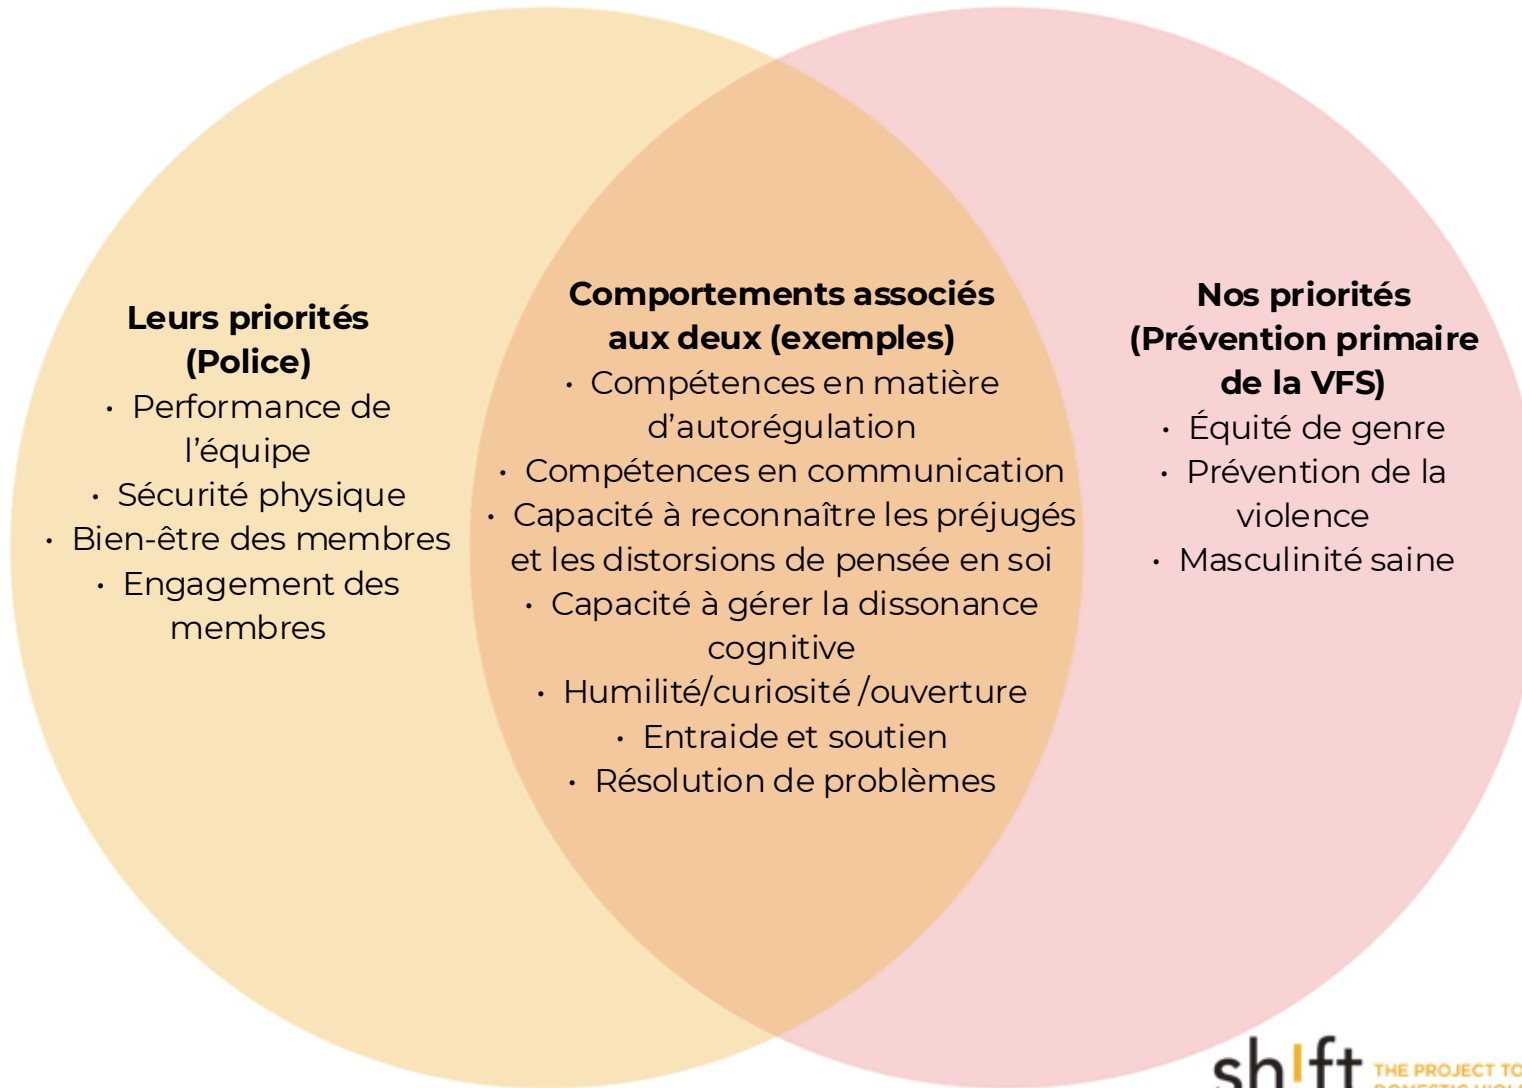 Leurs priorités
(Police)
• Performance de
l'équipe
• Sécurité physique
• Bien-être des membres
• Engagement des
membres
Comportements associés
aux deux (exemples)
• Compétences en matière
d'autorégulation
• Compétences en communication
• Capacité à reconnaître les préjugés
et les distorsions de pensée en soi
• Capacité à gérer la dissonance
cognitive
• Humilité/curiosité /ouverture
• Entraide et soutien
• Résolution de problèmes
Nos priorités
(Prévention primaire
de la VFS)
• Équité de genre
• Prévention de la
violence
• Masculinité saine
shift
THE PROJECT TO